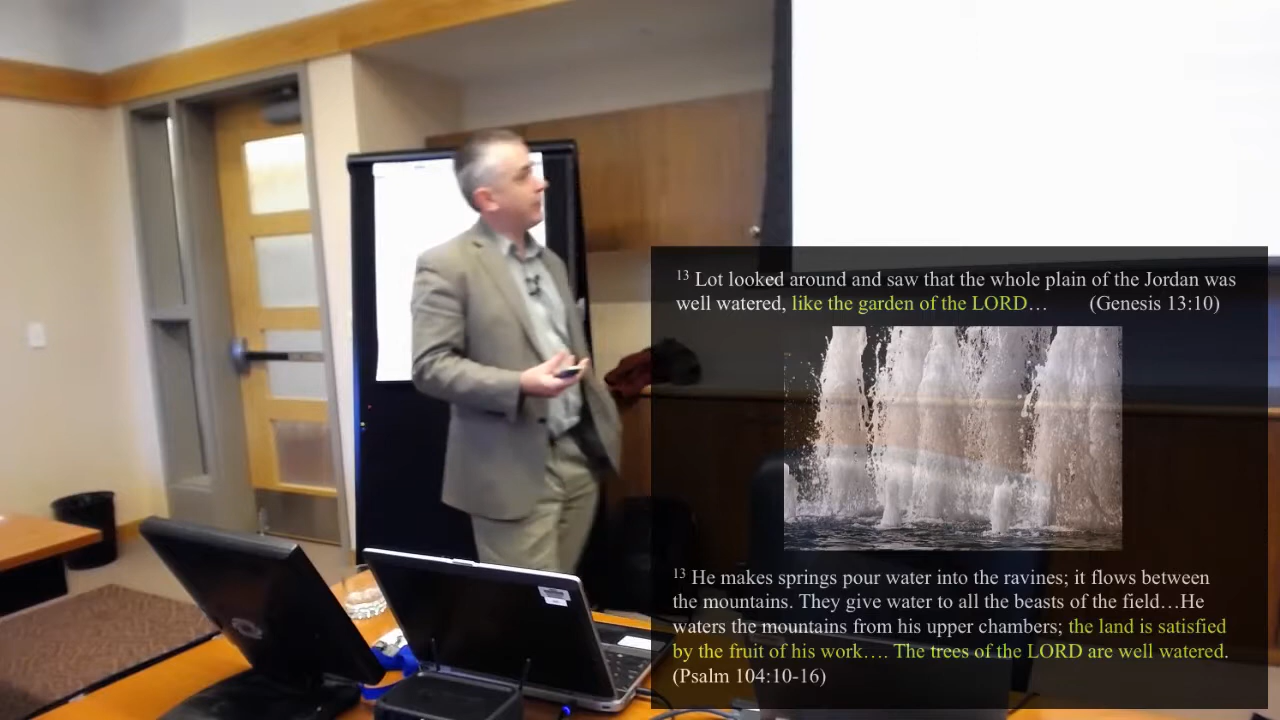 13 Lot looked around and saw that the whole plain of the Jordan was
well watered, like the garden of the LORD… (Genesis 13:10)
13 He makes springs pour water into the ravines; it flows between
the mountains. They give water to all the beasts of the field…He
waters the mountains from his upper chambers; the land is satisfied
by the fruit of his work…. The trees of the LORD are well watered.
(Psalm 104:10-16)